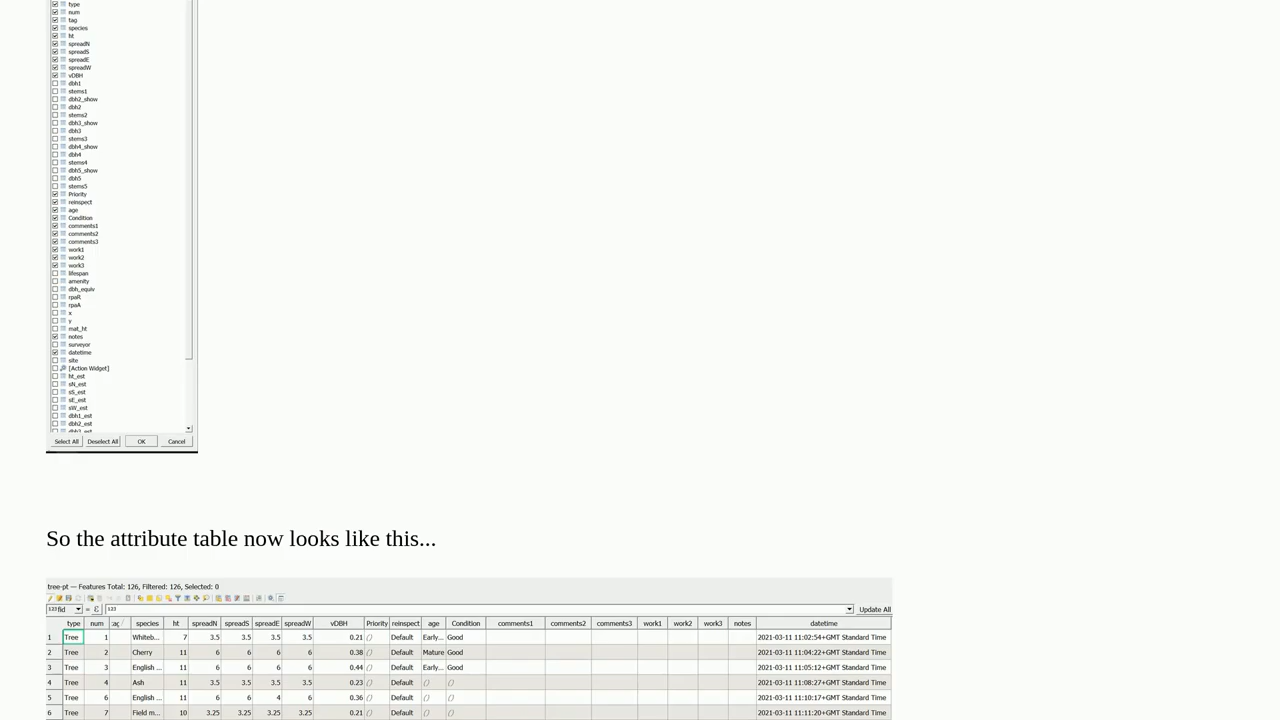 type
num
tag
species
ht
spreadN
spreadS
spreadE
spreadW
vDBH
dbh1
stems1
dbh2_show
dbh2
stems2
dbh3_show
dbh3
stems3
dbh4_show
dbh4
stems4
dbh5_show
dbh5
stems5
Priority
reinspect
age
Condition
comments1
comments2
comments3
work1
work2
work3
lifespan
amenity
dbh_equiv
rpaR
rpaA
x
y
mat_ht
notes
surveyor
datetime
site
[Action Widget]
ht_est
sN_est
sS_est
sE_est
sW_est
dbh1_est
dbh2_est
dbh3_est
Select All Deselect All OK Cancel
So the attribute table now looks like this...
tree-pt — Features Total: 126, Filtered: 126, Selected: 0
123 fid = ε 123 Update All
type num species ht spreadN spreadS spreadE spreadW vDBH Priority reinspect age Condition comments1 comments2 comments3 work1 work2 work3 notes datetime
1 Tree 1 Whiteb... 7 3.5 3.5 3.5 3.5 0.21 () Default Early... Good 2021-03-11 11:02:54+GMT Standard Time
2 Tree 2 Cherry 11 6 6 6 6 0.38 () Default Mature Good 2021-03-11 11:04:22+GMT Standard Time
3 Tree 3 English ... 11 6 6 6 6 0.44 () Default Early... Good 2021-03-11 11:05:12+GMT Standard Time
4 Tree 4 Ash 11 3.5 3.5 3.5 3.5 0.23 () Default () () 2021-03-11 11:08:27+GMT Standard Time
5 Tree 6 English ... 11 6 6 4 6 0.36 () Default () () 2021-03-11 11:10:17+GMT Standard Time
6 Tree 7 Field m... 10 3.25 3.25 3.25 3.25 0.21 () Default () () 2021-03-11 11:11:20+GMT Standard Time